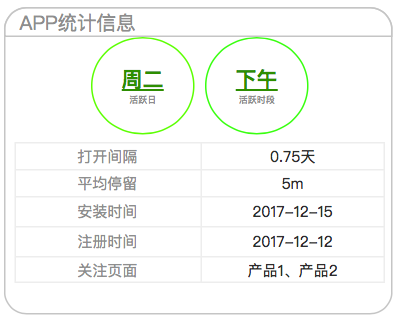 APP统计信息
周二 下午
活跃日 活跃时段
打开间隔 0.75天
平均停留 5m
安装时间 2017-12-15
注册时间 2017-12-12
关注页面 产品1、产品2